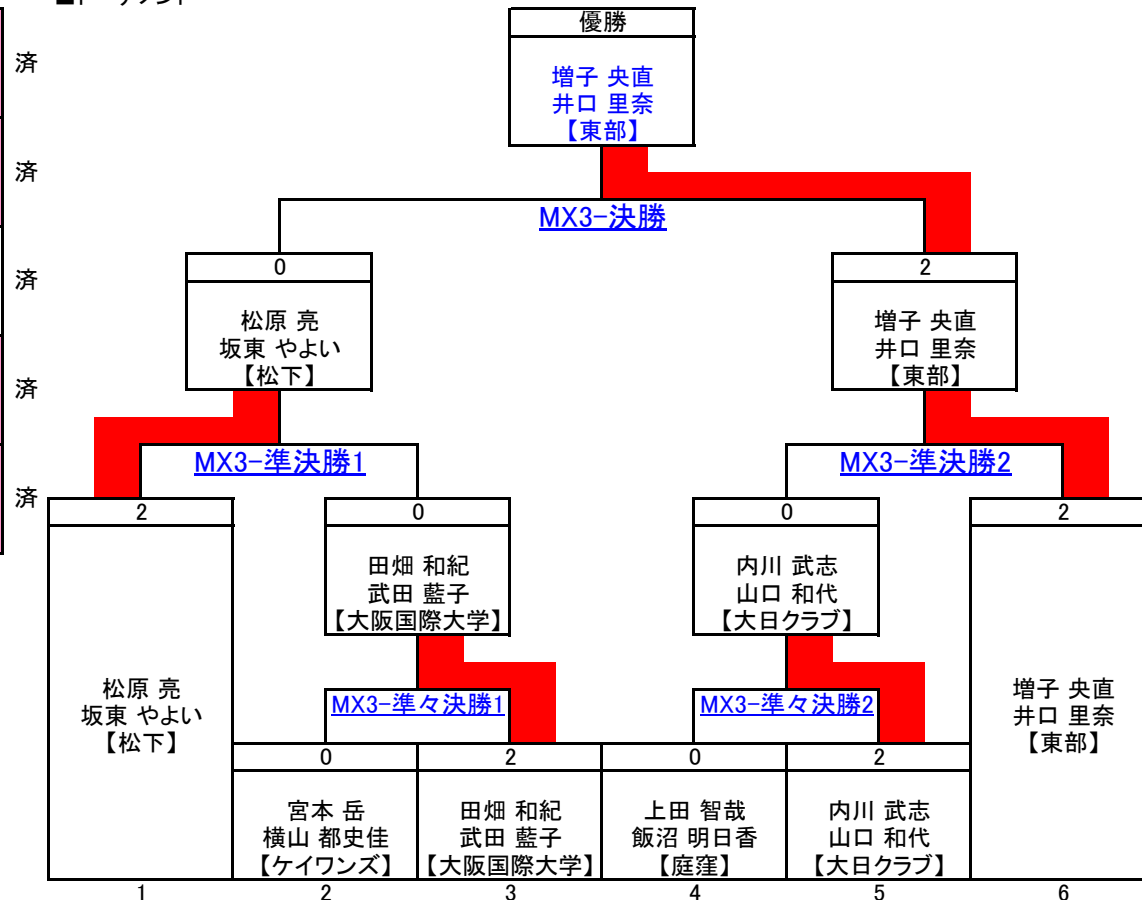 優勝
増子 央直
井口 里奈
【東部】
済
済
済
済
済
MX3-決勝
0
松原 亮
坂東 やよい
【松下】
2
増子 央直
井口 里奈
【東部】
MX3-準決勝1
MX3-準決勝2
2
松原 亮
坂東 やよい
【松下】
0
田畑 和紀
武田 藍子
【大阪国際大学】
0
内川 武志
山口 和代
【大日クラブ】
2
増子 央直
井口 里奈
【東部】
MX3-準々決勝1
MX3-準々決勝2
0
宮本 岳
横山 都史佳
【ケイワンズ】
2
田畑 和紀
武田 藍子
【大阪国際大学】
0
上田 智哉
飯沼 明日香
【庭窪】
2
内川 武志
山口 和代
【大日クラブ】
1
2
3
4
5
6